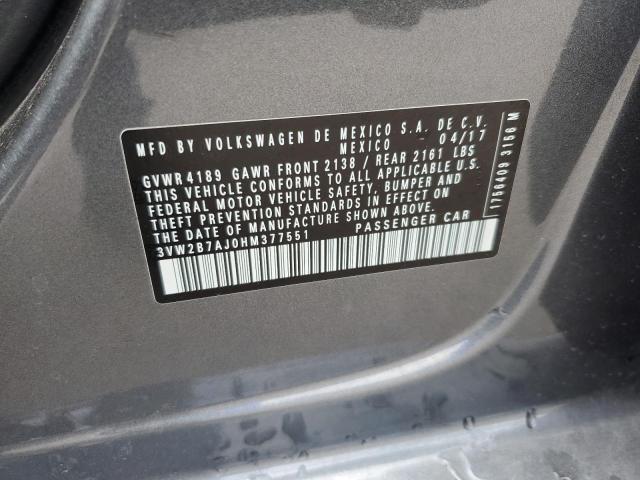 MFD BY VOLKSWAGEN DE MEXICO S.A. DE C.V.
MEXICO 04/17
GVWR 4189 GAWR FRONT 2138 / REAR 2161 LBS
THIS VEHICLE CONFORMS TO ALL APPLICABLE U.S.
FEDERAL MOTOR VEHICLE SAFETY, BUMPER AND
THEFT PREVENTION STANDARDS IN EFFECT ON
THE DATE OF MANUFACTURE SHOWN ABOVE.
3VW2B7AJ0HM377551 PASSENGER CAR
1756409 3156 M